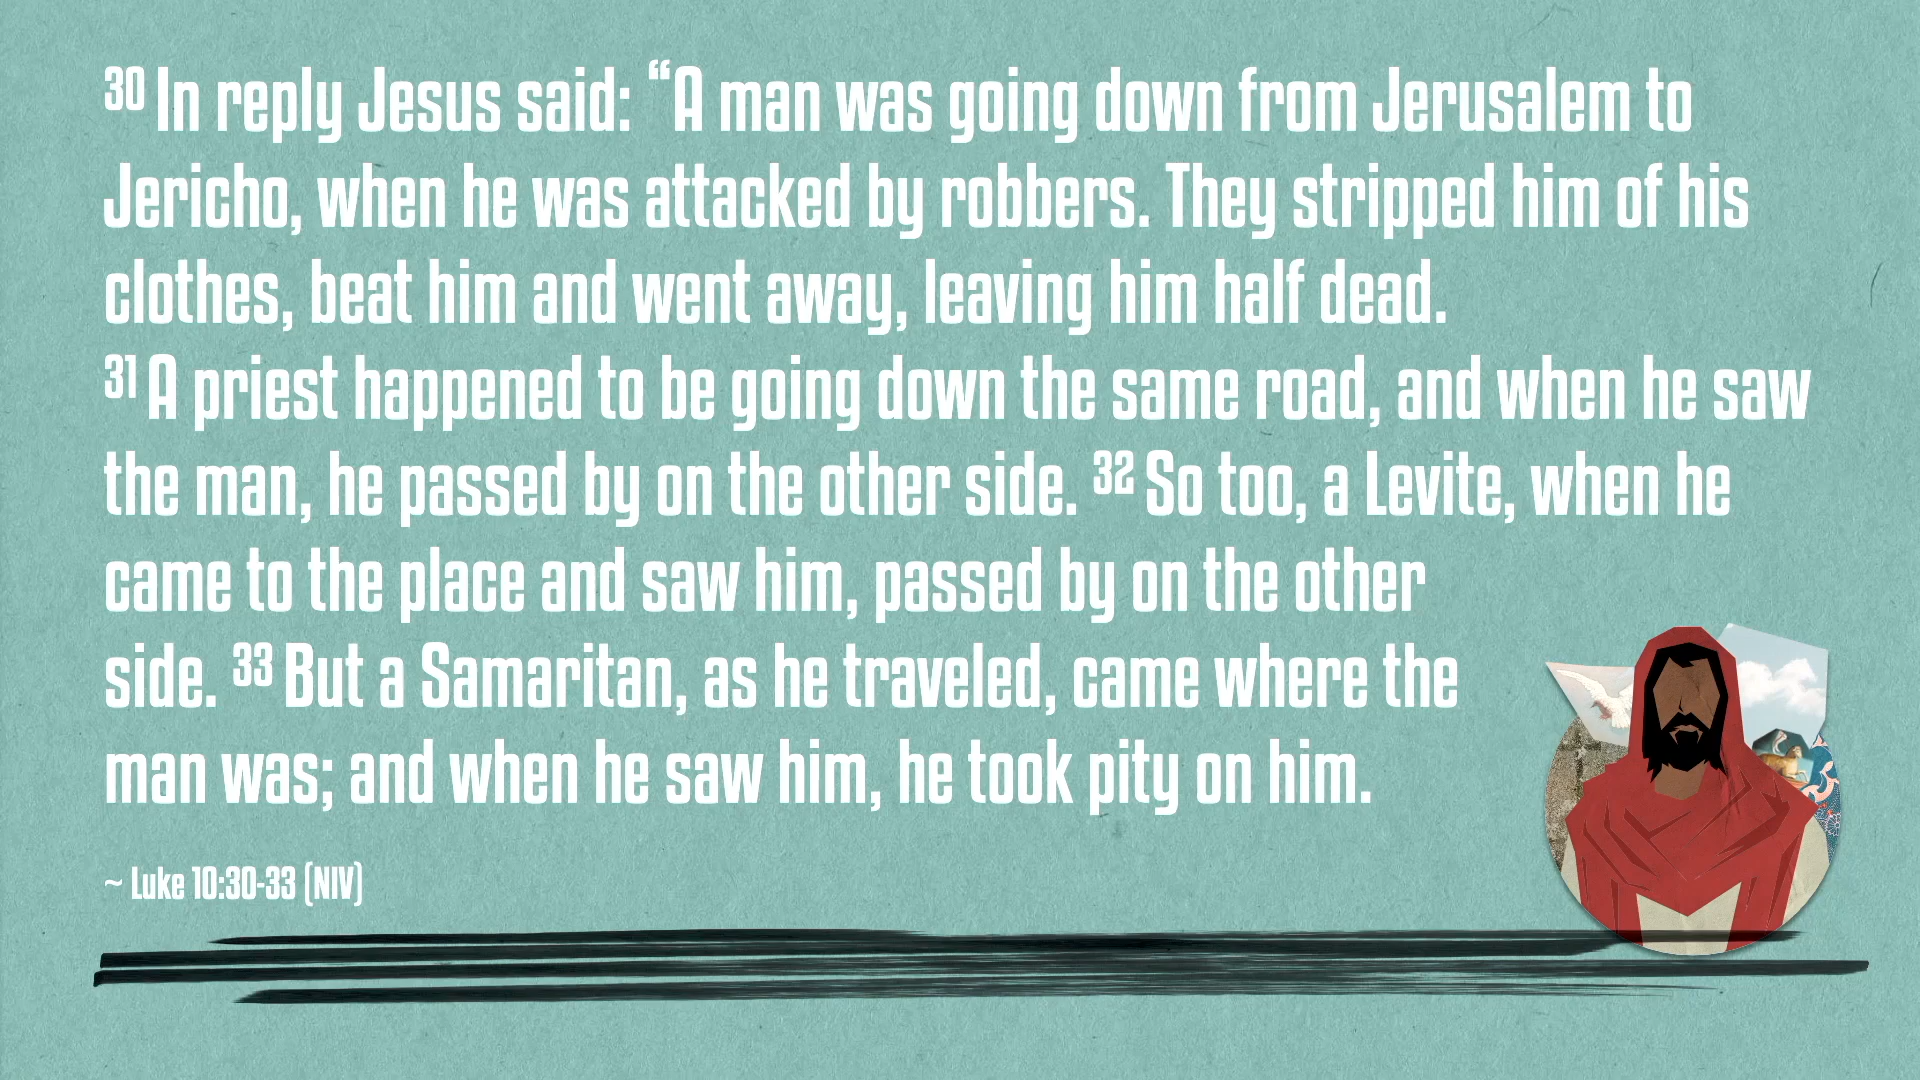 30 In reply Jesus said: “A man was going down from Jerusalem to
Jericho, when he was attacked by robbers. They stripped him of his
clothes, beat him and went away, leaving him half dead.
31 A priest happened to be going down the same road, and when he saw
the man, he passed by on the other side. 32 So too, a Levite, when he
came to the place and saw him, passed by on the other
side. 33 But a Samaritan, as he traveled, came where the
man was; and when he saw him, he took pity on him.
~ Luke 10:30-33 (NIV)